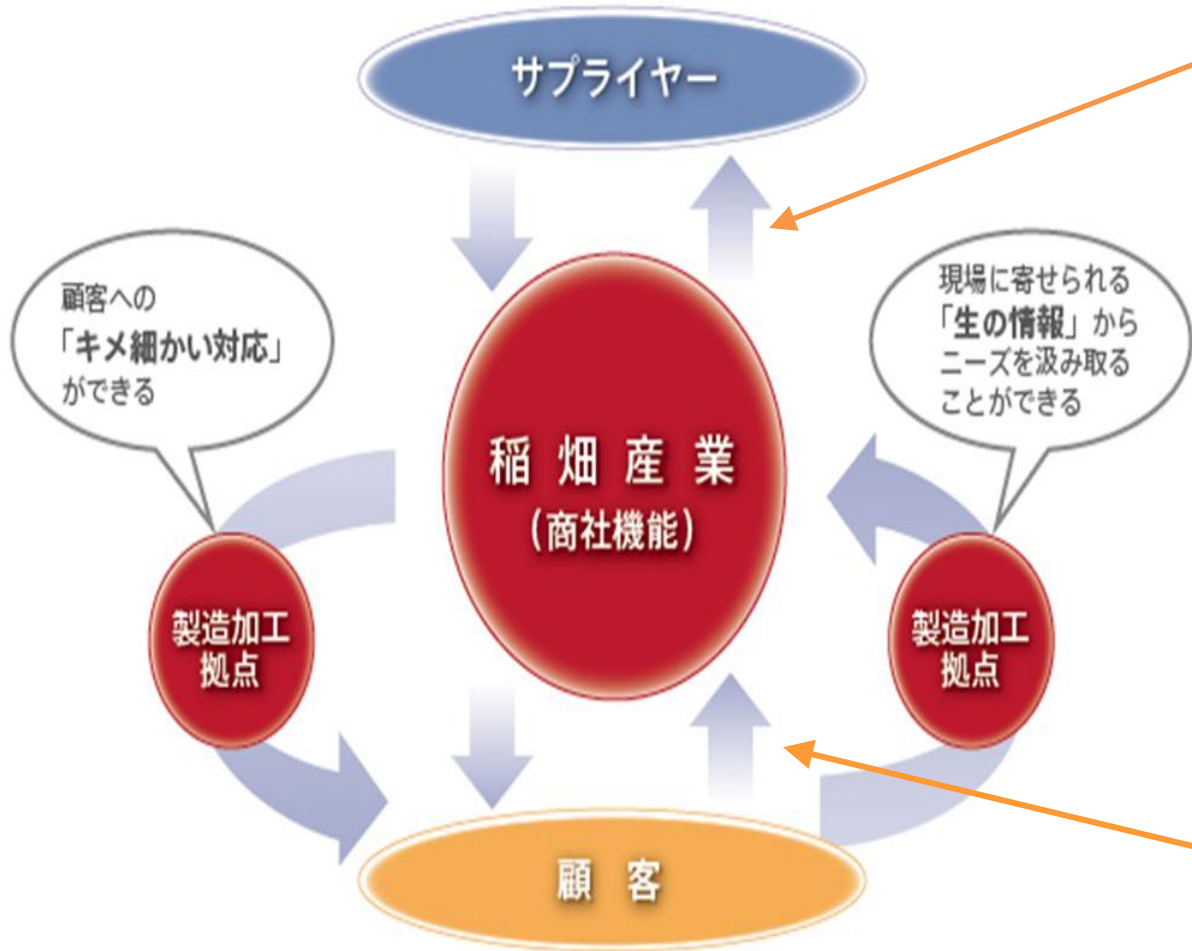 サプライヤー
顧客への
「キメ細かい対応」
ができる
現場に寄せられる
「生の情報」から
ニーズを汲み取る
ことができる
稲畑産業
(商社機能)
製造加工
拠点
製造加工
拠点
顧客